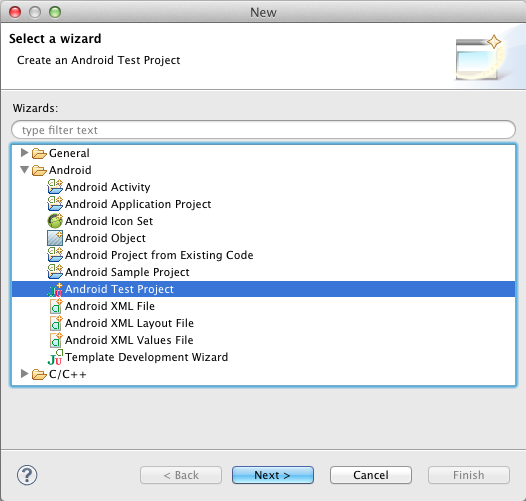 New
Select a wizard
Create an Android Test Project
Wizards:
type filter text
General
Android
Android Activity
Android Application Project
Android Icon Set
Android Object
Android Project from Existing Code
Android Sample Project
Android Test Project
Android XML File
Android XML Layout File
Android XML Values File
Template Development Wizard
C/C++
? < Back Next > Cancel Finish